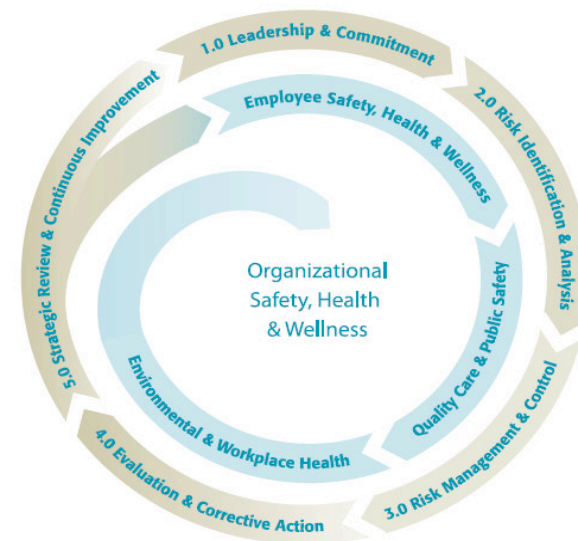 1.0 Leadership & Commitment
2.0 Risk Identification & Analysis
3.0 Risk Management & Control
4.0 Evaluation & Corrective Action
5.0 Strategic Review & Continuous Improvement
Employee Safety, Health & Wellness
Quality Care & Public Safety
Environmental & Workplace Health
Organizational
Safety, Health
& Wellness